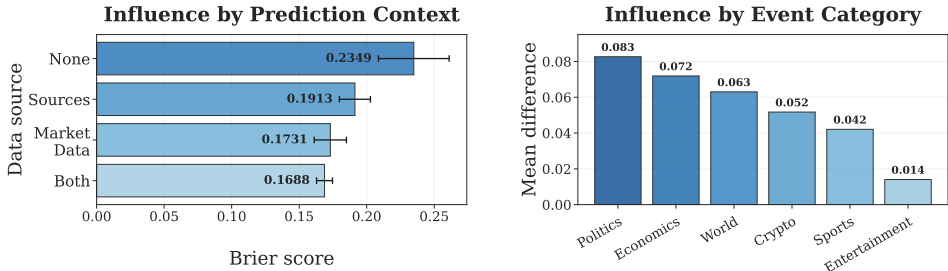 Influence by Prediction Context
Data source
None
Sources
Market
Data
Both
0.2349
0.1913
0.1731
0.1688
0.00
0.05
0.10
0.15
0.20
0.25
Brier score
Influence by Event Category
Mean difference
0.08
0.06
0.04
0.02
0.00
0.083
0.072
0.063
0.052
0.042
0.014
Politics
Economics
World
Crypto
Sports
Entertainment